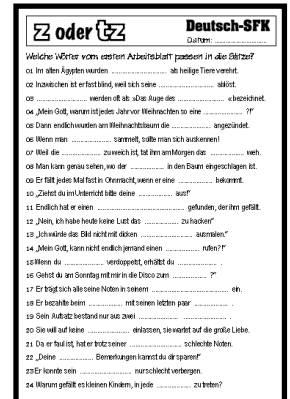 z oder tz Deutsch-SFK
Datum: ........................
Welche Wörter vom ersten Arbeitsblatt passen in die Sätze?
01 Im alten Ägypten wurden ........................ als heilige Tiere verehrt.
02 Inzwischen ist er fast blind, weil sich seine ........................ ablöst.
03 ........................ werden oft als »Das Auge des ........................ « bezeichnet.
04 „Mein Gott, warum ist jedes Jahr vor Weihnachten so eine ................ ?!"
05 Dann endlich wurden am Weihnachtsbaum die ................ angezündet.
06 Wenn man ................ sammelt, sollte man sich auskennen!
07 Weil die ................ zu weich ist, tat ihm am Morgen das ................ weh.
08 Man kann genau sehen, wo der ................ in den Baum eingeschlagen ist.
09 Er fällt jedes Mal fast in Ohnmacht, wenn er eine ................ bekommt.
10 „Ziehst du im Unterricht bitte deine ................ aus!"
11 Endlich hat er einen ........................ gefunden, der ihm gefällt.
12 "Nein, ich habe heute keine Lust das ................ zu hacken"
13 „Ich würde das Bild nicht mit dicken ................ ausmalen."
14 „Mein Gott, kann nicht endlich jemand einen ................ rufen?!"
15 Wenn du ................ verdoppelst, erhältst du ................ .
16 Gehst du am Sonntag mit mir in die Disco zum ................ ?"
17 Er trägt sich alle seine Noten in seinem ........................ ein.
18 Er bezahlte beim ................ mit seinen letzten paar ................ .
19 Sein Aufsatz bestand nur aus zwei ................ ................ .
20 Sie will auf keine ................ einlassen, sie wartet auf die große Liebe.
21 Da er faul ist, hat er trotz seiner ........................ schlechte Noten.
22 „Deine ................ Bemerkungen kannst du dir sparen!"
23 Er konnte sein ........................ nur schlecht verbergen.
24 Warum gefällt es kleinen Kindern, in jede ................ zu treten?